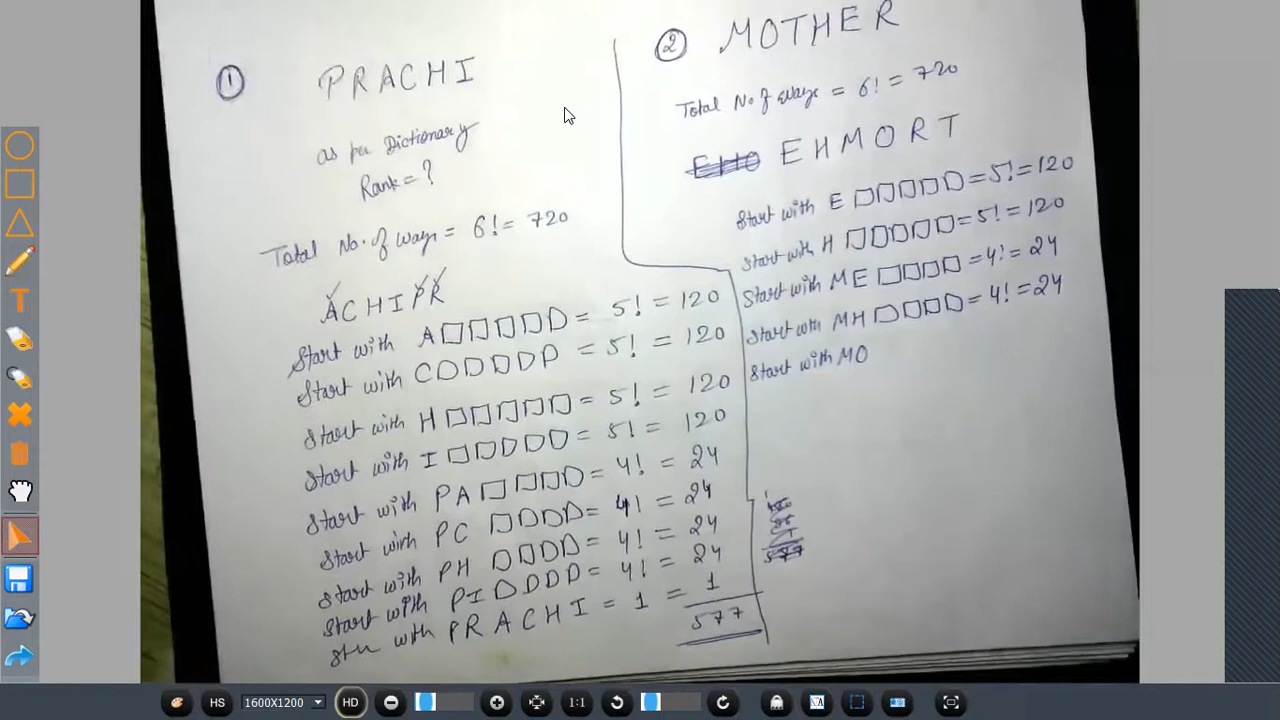 ① PRACHI
as per Dictionary
Rank = ?
Total No. of ways = 6! = 720
ACHIPR
Start with A□□□□□ = 5! = 120
Start with C□□□□□ = 5! = 120
Start with H□□□□□ = 5! = 120
Start with I□□□□□ = 5! = 120
Start with PA□□□□ = 4! = 24
Start with PC□□□□ = 4! = 24
Start with PH□□□□ = 4! = 24
Start with PI□□□□ = 4! = 24
with PRACHI = 1 = 1
577
② MOTHER
Total No of ways = 6! = 720
EHO EHMORT
Start with E□□□□□ = 5! = 120
Start with H□□□□□ = 5! = 120
Start with ME□□□□ = 4! = 24
Start with MH□□□□ = 4! = 24
Start with MO
577
T
HS
1600X1200
HD
1:1